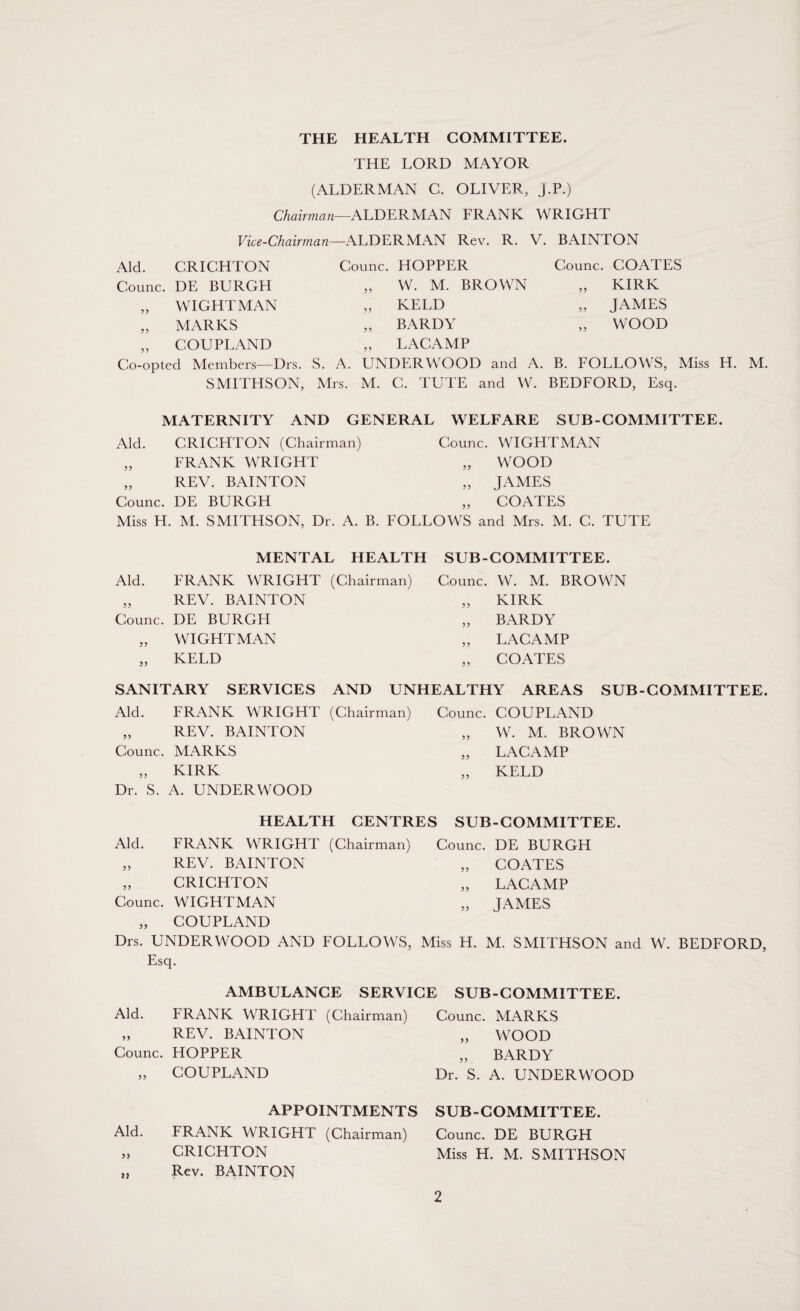 THE HEALTH COMMITTEE.
THE LORD MAYOR
(ALDERMAN C. OLIVER, J.P.)
Chairman—ALDERMAN FRANK WRIGHT
Vice-Chairman—ALDERMAN Rev. R. V. BAINTON
Ald. CRICHTON Counc. HOPPER Counc. COATES
Counc. DE BURGH „ W. M. BROWN „ KIRK
„ WIGHTMAN „ KELD „ JAMES
„ MARKS „ BARDY „ WOOD
„ COUPLAND „ LACAMP
Co-opted Members—Drs. S. A. UNDERWOOD and A. B. FOLLOWS, Miss H. M.
SMITHSON, Mrs. M. C. TUTE and W. BEDFORD, Esq.
MATERNITY AND GENERAL WELFARE SUB-COMMITTEE.
Ald. CRICHTON (Chairman) Counc. WIGHTMAN
„ FRANK WRIGHT „ WOOD
„ REV. BAINTON „ JAMES
Counc. DE BURGH „ COATES
Miss H. M. SMITHSON, Dr. A. B. FOLLOWS and Mrs. M. C. TUTE
MENTAL HEALTH SUB-COMMITTEE.
Ald. FRANK WRIGHT (Chairman) Counc. W. M. BROWN
„ REV. BAINTON „ KIRK
Counc. DE BURGH „ BARDY
„ WIGHTMAN „ LACAMP
„ KELD „ COATES
SANITARY SERVICES AND UNHEALTHY AREAS SUB-COMMITTEE.
Ald. FRANK WRIGHT (Chairman) Counc. COUPLAND
„ REV. BAINTON „ W. M. BROWN
Counc. MARKS „ LACAMP
„ KIRK „ KELD
Dr. S. A. UNDERWOOD
HEALTH CENTRES SUB-COMMITTEE.
Ald. FRANK WRIGHT (Chairman) Counc. DE BURGH
„ REV. BAINTON „ COATES
„ CRICHTON „ LACAMP
Counc. WIGHTMAN „ JAMES
„ COUPLAND
Drs. UNDERWOOD AND FOLLOWS, Miss H. M. SMITHSON and W. BEDFORD,
Esq.
AMBULANCE SERVICE SUB-COMMITTEE.
Ald. FRANK WRIGHT (Chairman) Counc. MARKS
„ REV. BAINTON „ WOOD
Counc. HOPPER „ BARDY
„ COUPLAND Dr. S. A. UNDERWOOD
APPOINTMENTS SUB-COMMITTEE.
Ald. FRANK WRIGHT (Chairman) Counc. DE BURGH
„ CRICHTON Miss H. M. SMITHSON
„ Rev. BAINTON
2